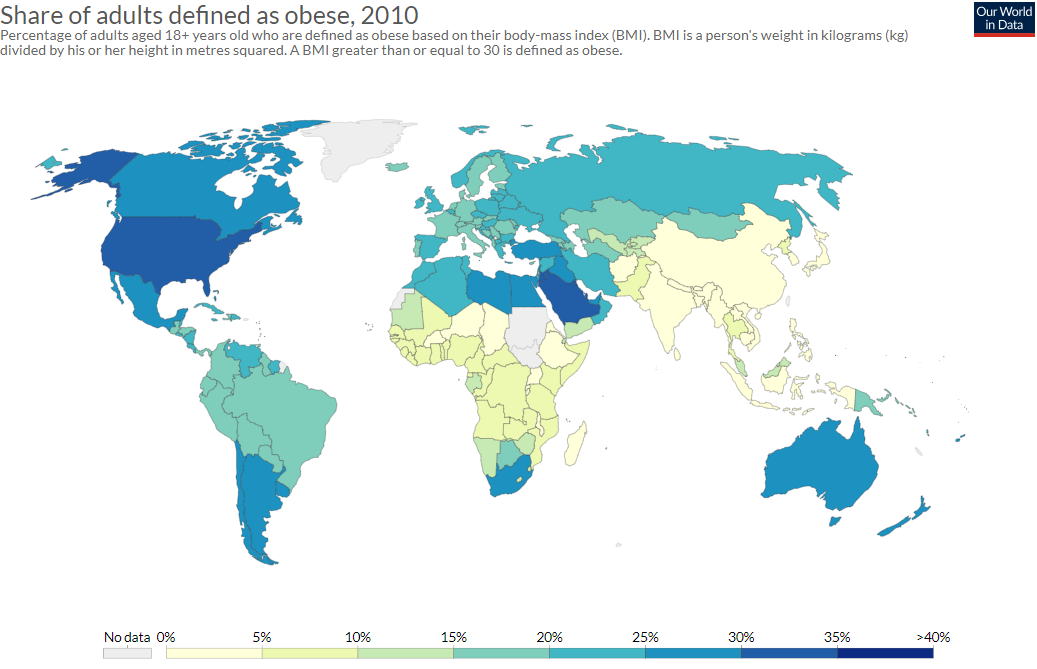 Share of adults defined as obese, 2010
Our World
in Data
Percentage of adults aged 18+ years old who are defined as obese based on their body-mass index (BMI). BMI is a person's weight in kilograms (kg)
divided by his or her height in metres squared. A BMI greater than or equal to 30 is defined as obese.
No data 0% 5% 10% 15% 20% 25% 30% 35% >40%